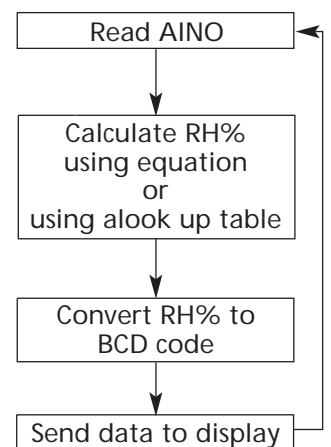 Read AINO
Calculate RH%
using equation
or
using alook up table
Convert RH% to
BCD code
Send data to display